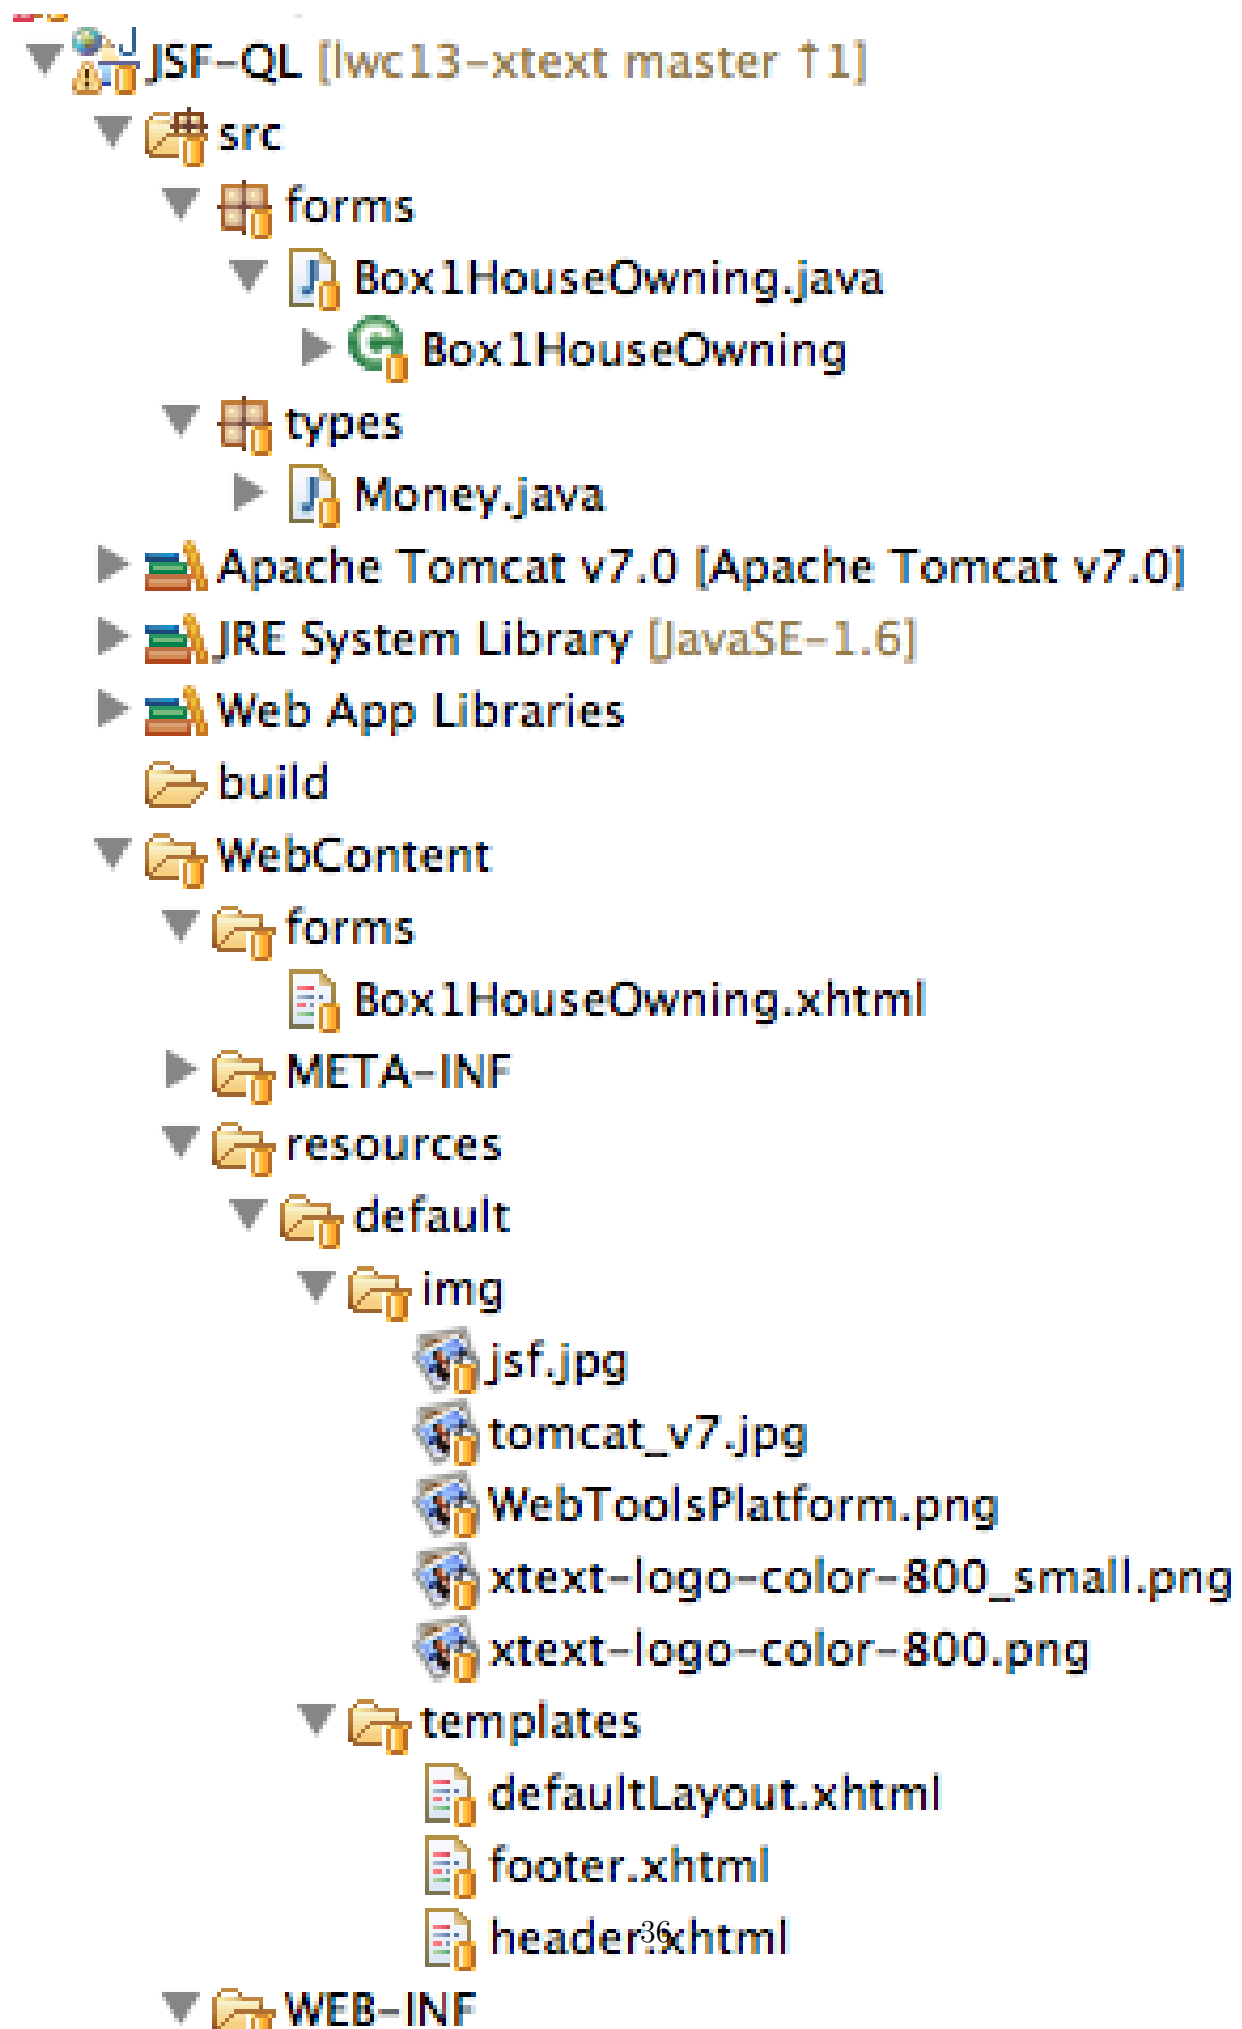 JSF-QL [lwc13-xtext master ↑1]
src
forms
Box1HouseOwning.java
Box1HouseOwning
types
Money.java
Apache Tomcat v7.0 [Apache Tomcat v7.0]
JRE System Library [JavaSE-1.6]
Web App Libraries
build
WebContent
forms
Box1HouseOwning.xhtml
META-INF
resources
default
img
jsf.jpg
tomcat_v7.jpg
WebToolsPlatform.png
xtext-logo-color-800_small.png
xtext-logo-color-800.png
templates
defaultLayout.xhtml
footer.xhtml
header.xhtml
36
WEB-INF